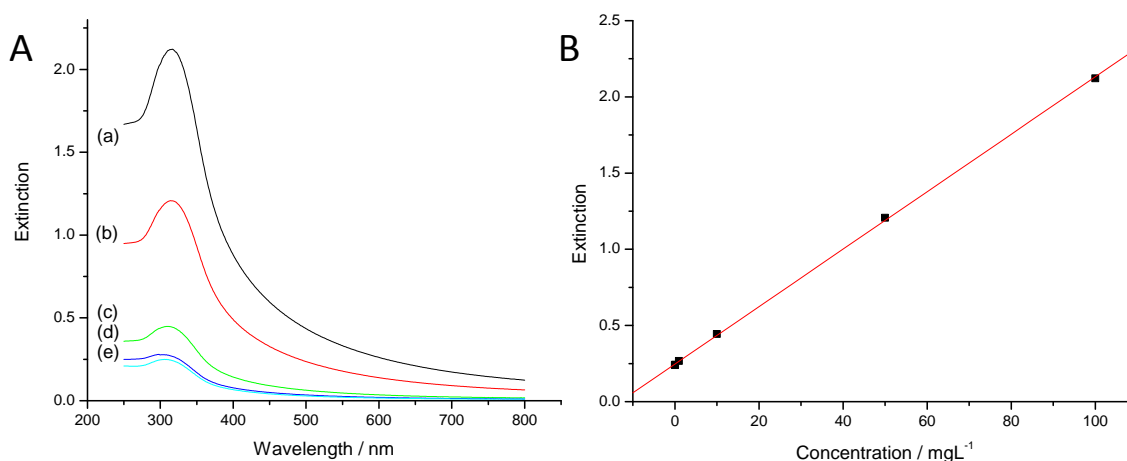 A
2.0
1.5
1.0
0.5
0.0
Extinction
(a)
(b)
(c)
(d)
(e)
200 300 400 500 600 700 800
Wavelength / nm
B
2.5
2.0
1.5
1.0
0.5
0.0
Extinction
0 20 40 60 80 100
Concentration / mgL⁻¹